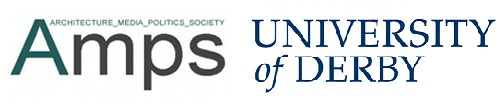 ARCHITECTURE_MEDIA_POLITICS_SOCIETY
Amps
UNIVERSITY
of DERBY